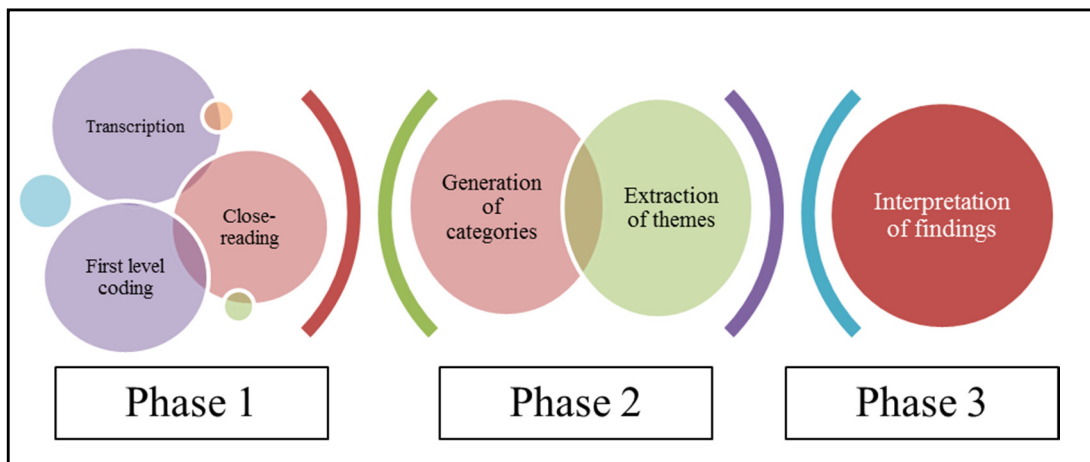 Transcription
Close-
reading
First level
coding
Generation
of
categories
Extraction
of themes
Interpretation
of findings
Phase 1
Phase 2
Phase 3